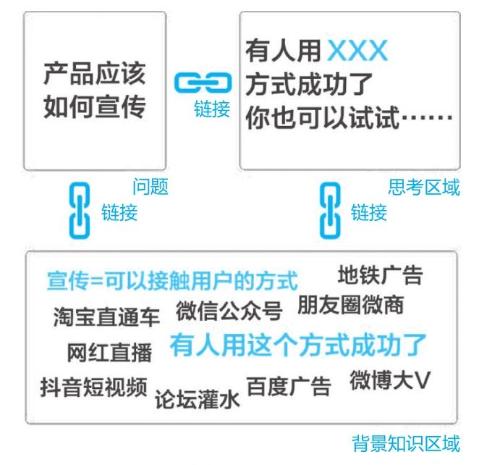 产品应该
如何宣传
链接
有人用 XXX
方式成功了
你也可以试试……
问题
思考区域
链接
链接
宣传=可以接触用户的方式
地铁广告
淘宝直通车
微信公众号
朋友圈微商
网红直播
有人用这个方式成功了
抖音短视频
论坛灌水
百度广告
微博大V
背景知识区域